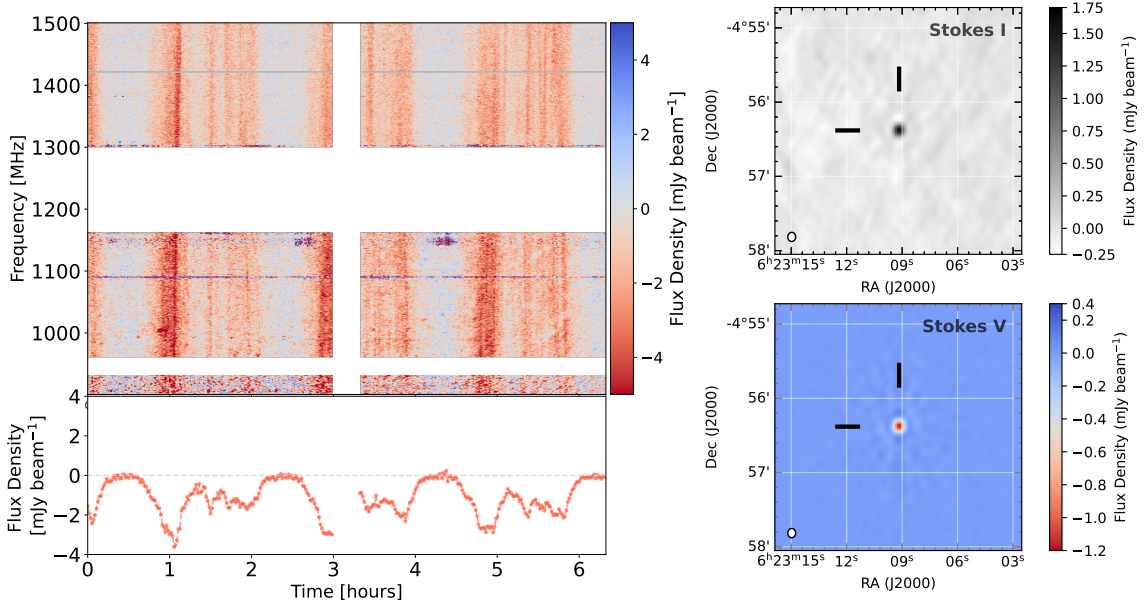 1500
1400
1300
1200
1100
1000
Frequency [MHz]
4
2
0
−2
−4
Flux Density [mJy beam⁻¹]
4
2
0
−2
−4
Flux Density
[mJy beam⁻¹]
0
1
2
3
4
5
6
Time [hours]
Stokes I
-4°55'
56'
57'
58'
Dec (J2000)
6ʰ23ᵐ15ˢ
12ˢ
09ˢ
06ˢ
03ˢ
RA (J2000)
1.75
1.50
1.25
1.00
0.75
0.50
0.25
0.00
−0.25
Flux Density (mJy beam⁻¹)
Stokes V
-4°55'
56'
57'
58'
Dec (J2000)
6ʰ23ᵐ15ˢ
12ˢ
09ˢ
06ˢ
03ˢ
RA (J2000)
0.4
0.2
0.0
−0.2
−0.4
−0.6
−0.8
−1.0
−1.2
Flux Density (mJy beam⁻¹)